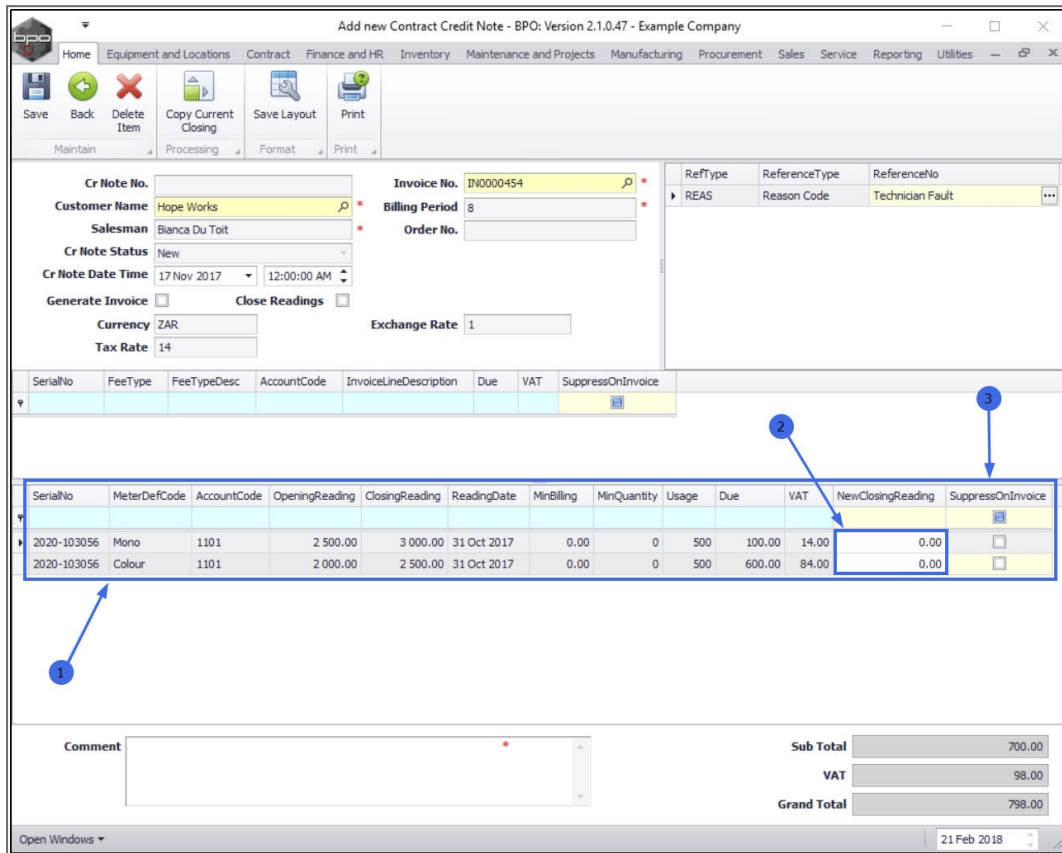 Add new Contract Credit Note - BPO: Version 2.1.0.47 - Example Company
bpo
Home Equipment and Locations Contract Finance and HR Inventory Maintenance and Projects Manufacturing Procurement Sales Service Reporting Utilities
Save Back Delete Item Copy Current Closing Save Layout Print
Maintain Processing Format Print
Cr Note No. Invoice No. IN0000454 *
Customer Name Hope Works * Billing Period 8 *
Salesman Bianca Du Toit * Order No.
Cr Note Status New
Cr Note Date Time 17 Nov 2017 12:00:00 AM
Generate Invoice Close Readings
Currency ZAR Exchange Rate 1
Tax Rate 14
RefType ReferenceType ReferenceNo
REAS Reason Code Technician Fault ...
SerialNo FeeType FeeTypeDesc AccountCode InvoiceLineDescription Due VAT SuppressOnInvoice
3
2
SerialNo MeterDefCode AccountCode OpeningReading ClosingReading ReadingDate MinBilling MinQuantity Usage Due VAT NewClosingReading SuppressOnInvoice
2020-103056 Mono 1101 2 500.00 3 000.00 31 Oct 2017 0.00 0 500 100.00 14.00 0.00
2020-103056 Colour 1101 2 000.00 2 500.00 31 Oct 2017 0.00 0 500 600.00 84.00 0.00
1
Comment *
Sub Total 700.00
VAT 98.00
Grand Total 798.00
Open Windows 21 Feb 2018